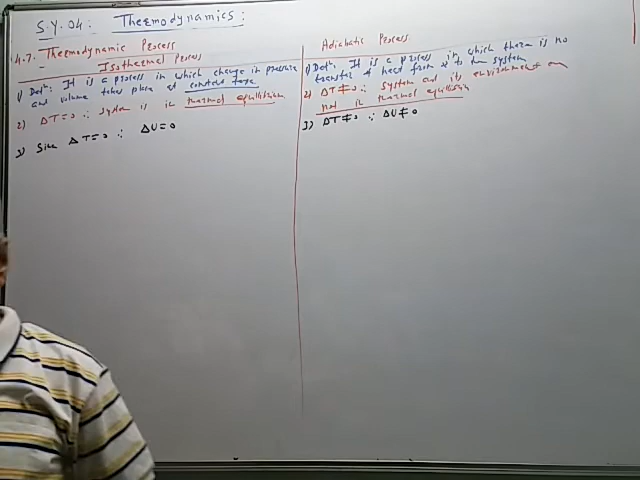 S.Y. 04: Thermodynamics:
4.7. Thermodynamic Process
Isothermal Process
1) Defn: It is a process in which change in pressure
and volume takes place at constant
2) ΔT=0 ∴ System is in thermal equilibrium
3) Since ΔT=0 ∴ ΔU=0
Adiabatic Process
1) Defn: It is a process in which there is no
transfer of heat from or to the system
2) ΔT≠0 ∴ System and its environment are
not in thermal equilibrium
3) ΔT≠0 ∴ ΔU≠0